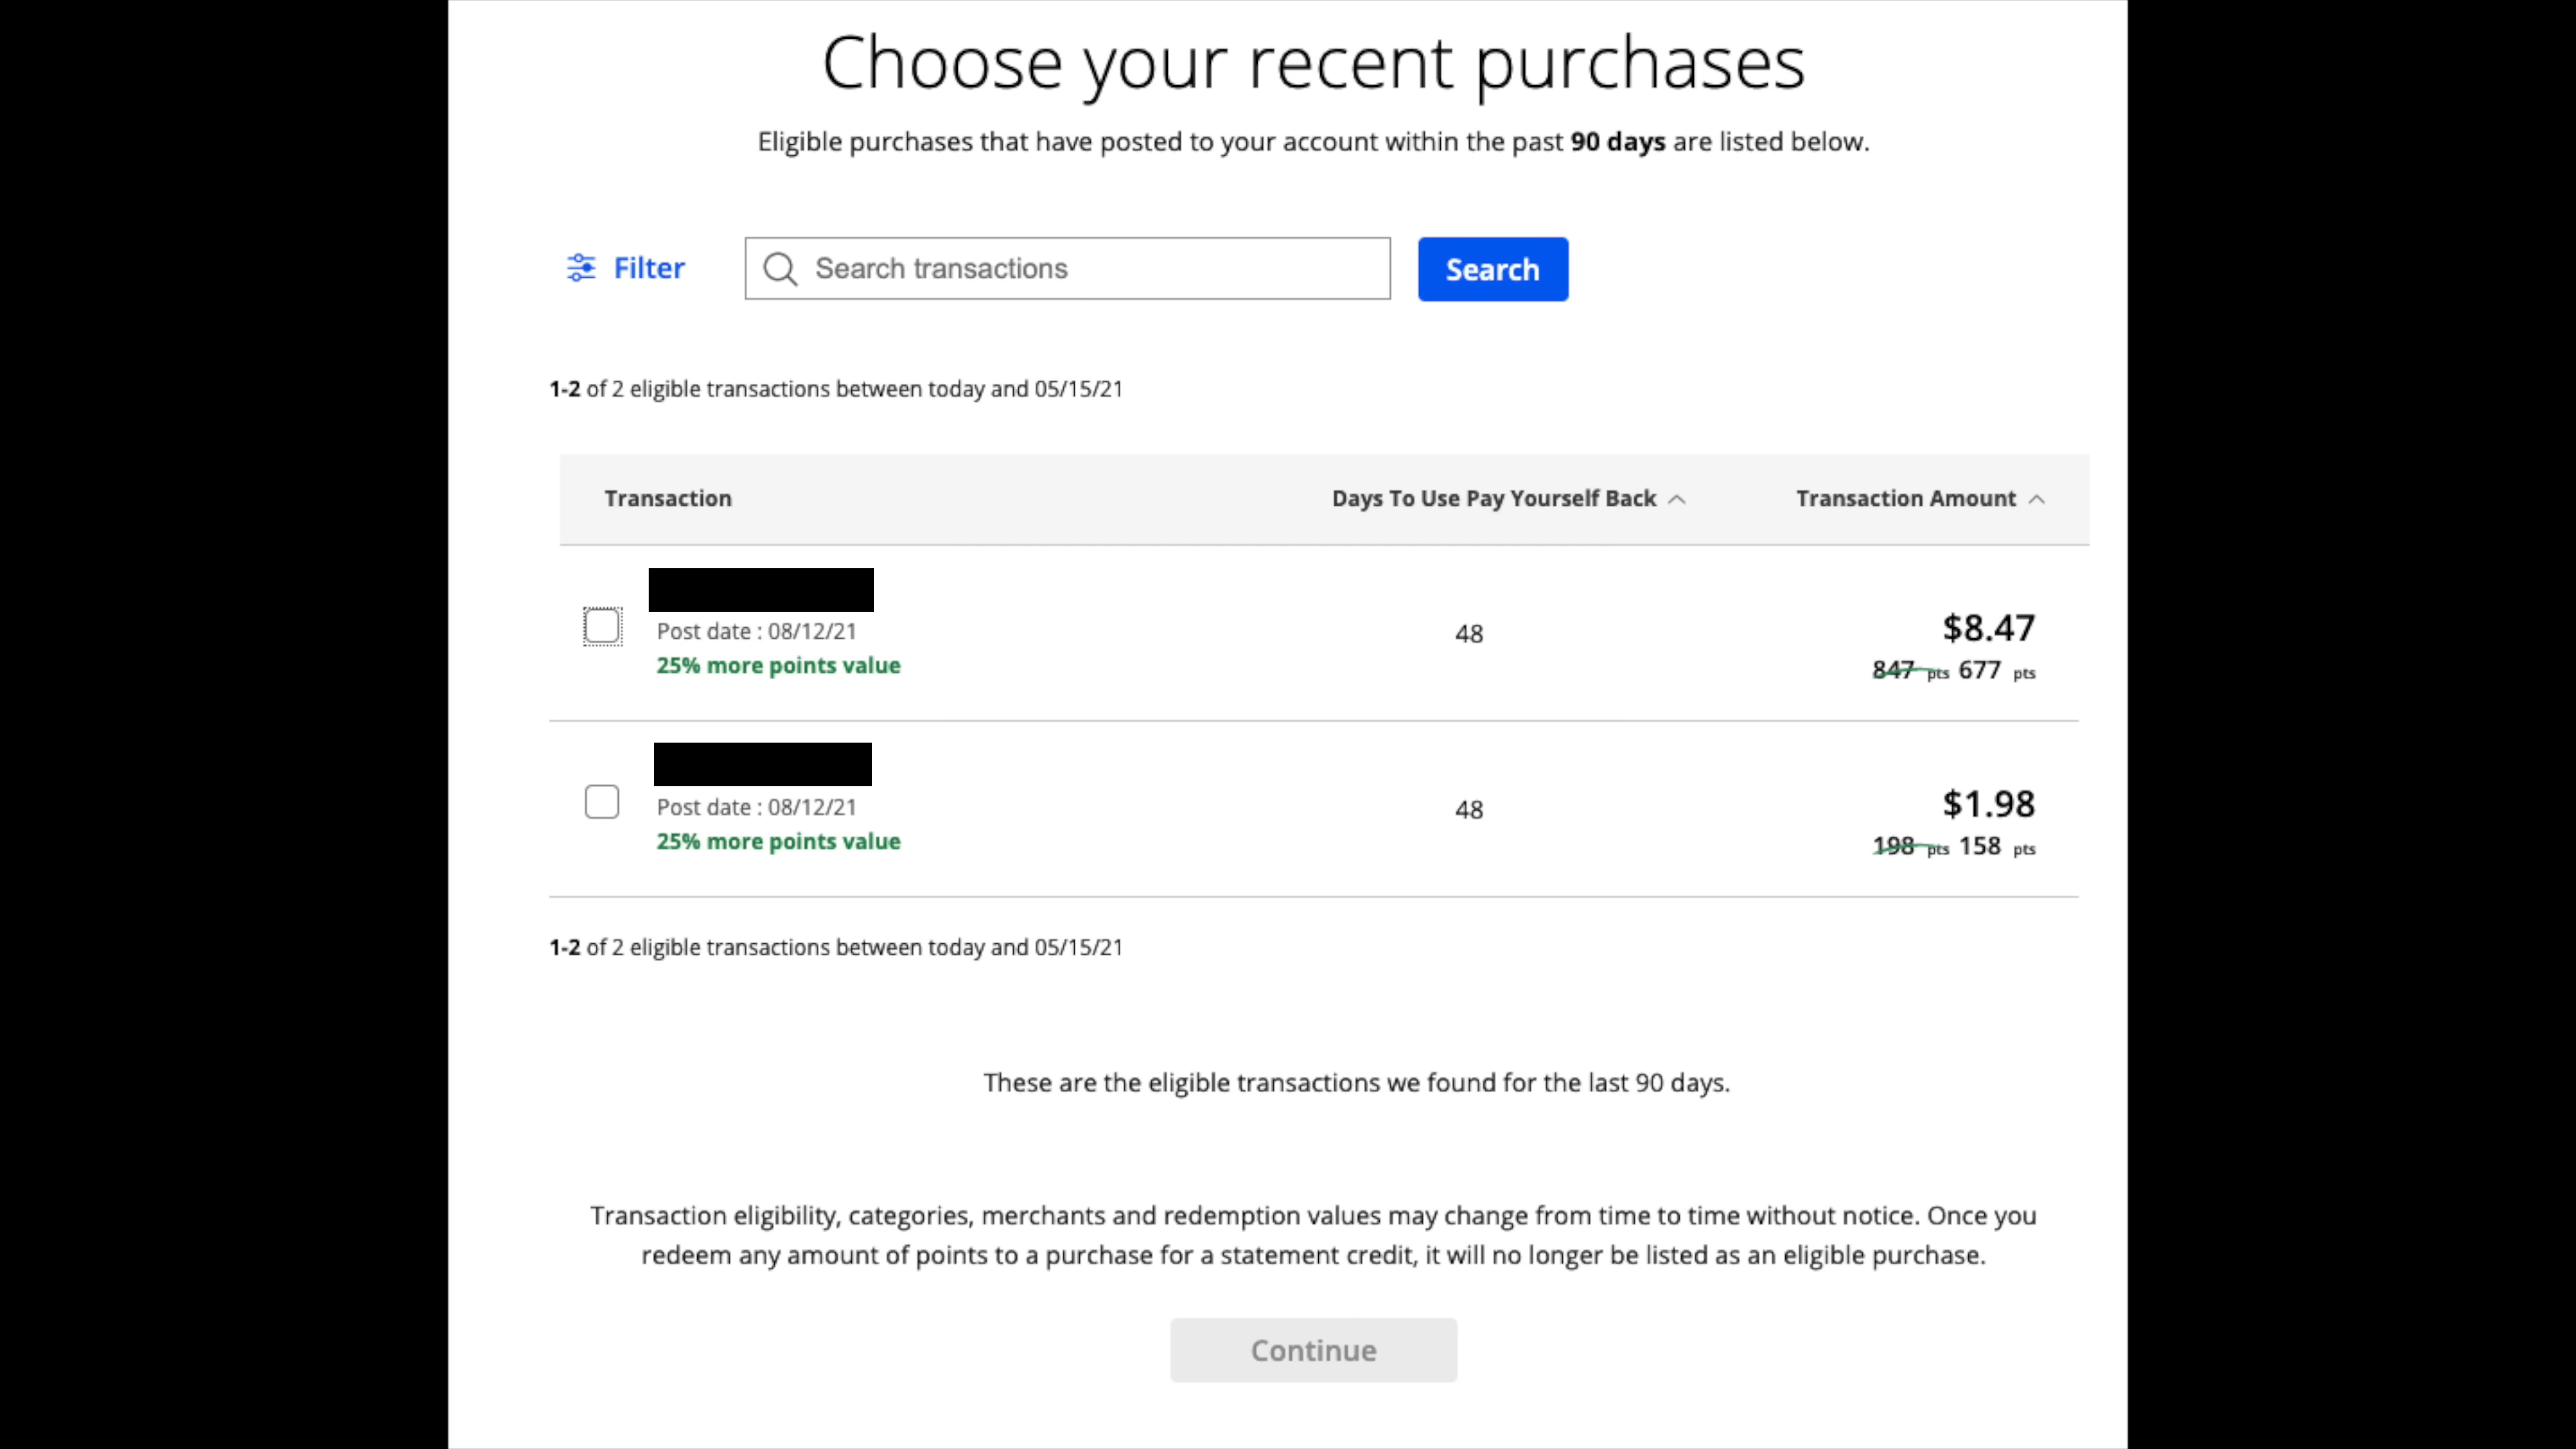 Choose your recent purchases
Eligible purchases that have posted to your account within the past 90 days are listed below.
Filter
Search transactions
Search
1-2 of 2 eligible transactions between today and 05/15/21
Transaction
Days To Use Pay Yourself Back
Transaction Amount
Post date : 08/12/21
25% more points value
48
$8.47
847 pts 677 pts
Post date : 08/12/21
25% more points value
48
$1.98
198 pts 158 pts
1-2 of 2 eligible transactions between today and 05/15/21
These are the eligible transactions we found for the last 90 days.
Transaction eligibility, categories, merchants and redemption values may change from time to time without notice. Once you
redeem any amount of points to a purchase for a statement credit, it will no longer be listed as an eligible purchase.
Continue